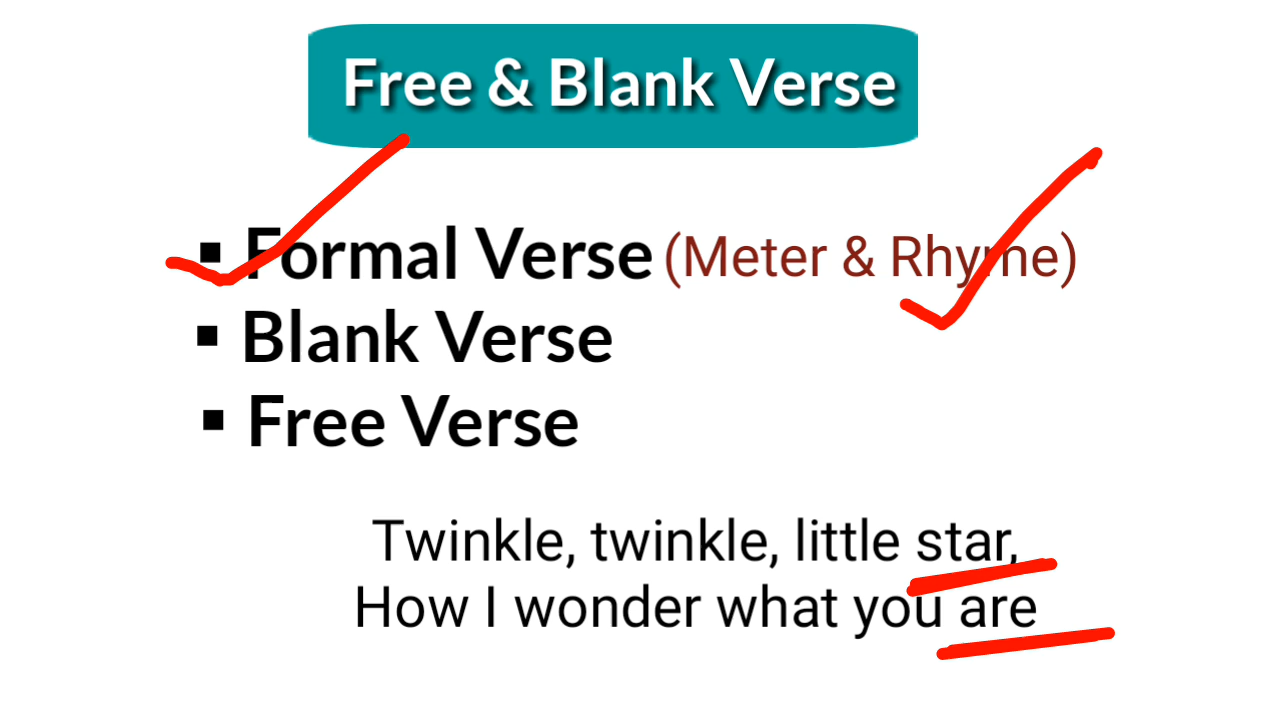 Free & Blank Verse
▪ Formal Verse (Meter & Rhyme)
▪ Blank Verse
▪ Free Verse
Twinkle, twinkle, little star,
How I wonder what you are